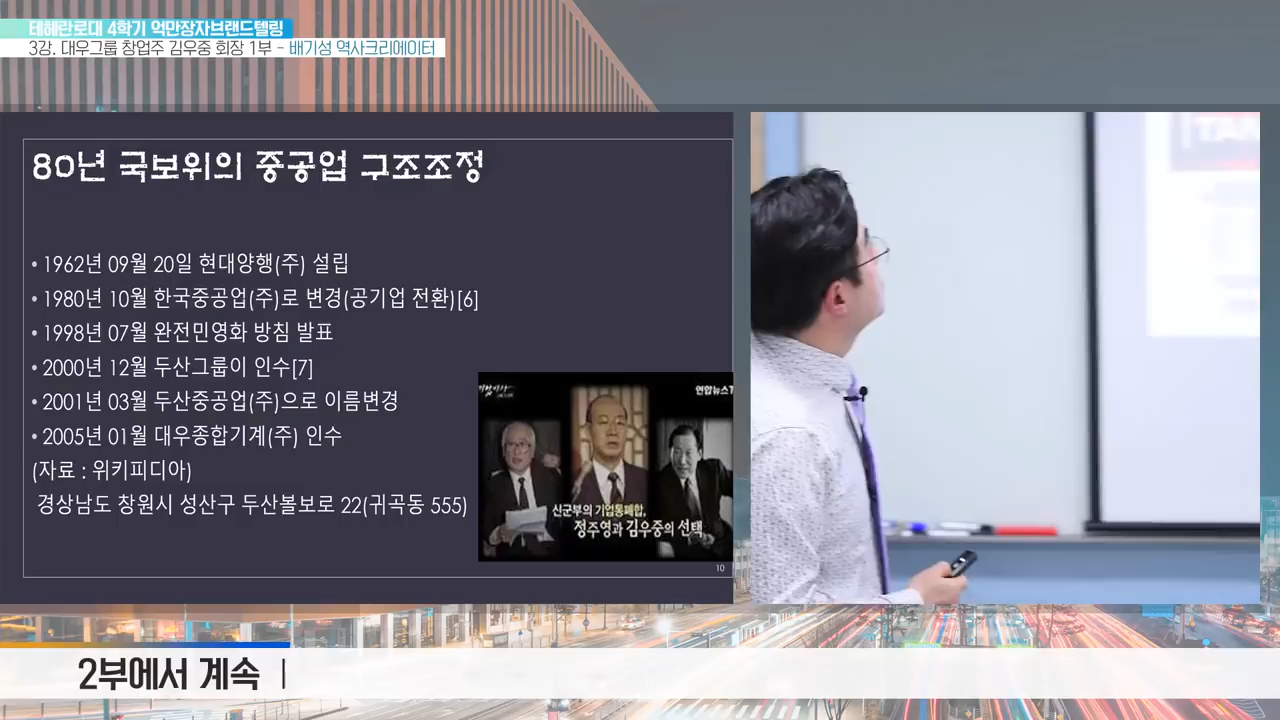 테헤란로대 4학기 억만장자브랜드텔링
3강. 대우그룹 창업주 김우중 회장 1부 - 배기성 역사크리에이터
80년 국보위의 중공업 구조조정
• 1962년 09월 20일 현대양행(주) 설립
• 1980년 10월 한국중공업(주)로 변경(공기업 전환)[6]
• 1998년 07월 완전민영화 방침 발표
• 2000년 12월 두산그룹이 인수[7]
• 2001년 03월 두산중공업(주)으로 이름변경
• 2005년 01월 대우종합기계(주) 인수
(자료 : 위키피디아)
경상남도 창원시 성산구 두산볼보로 22(귀곡동 555)
연합뉴스T
신군부의 기업통폐합,
정주영과 김우중의 선택
10
TAN
2부에서 계속